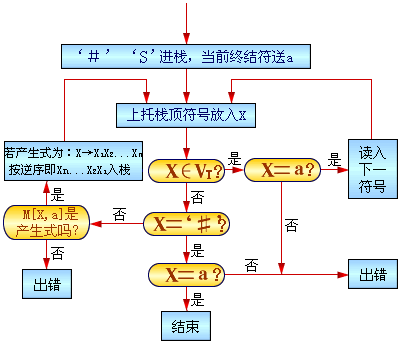 ‘＃’ ‘S’进栈，当前终结符送a
上托栈顶符号放入X
若产生式为：X→X₁X₂...Xₙ
按逆序即Xₙ...X₂X₁入栈
X∈Vᴛ?
是
X＝a?
是
读入
下一
符号
是
否
M[X,a]是
产生式吗?
否
X＝‘＃’?
否
否
是
出错
X＝a?
否
出错
是
结束